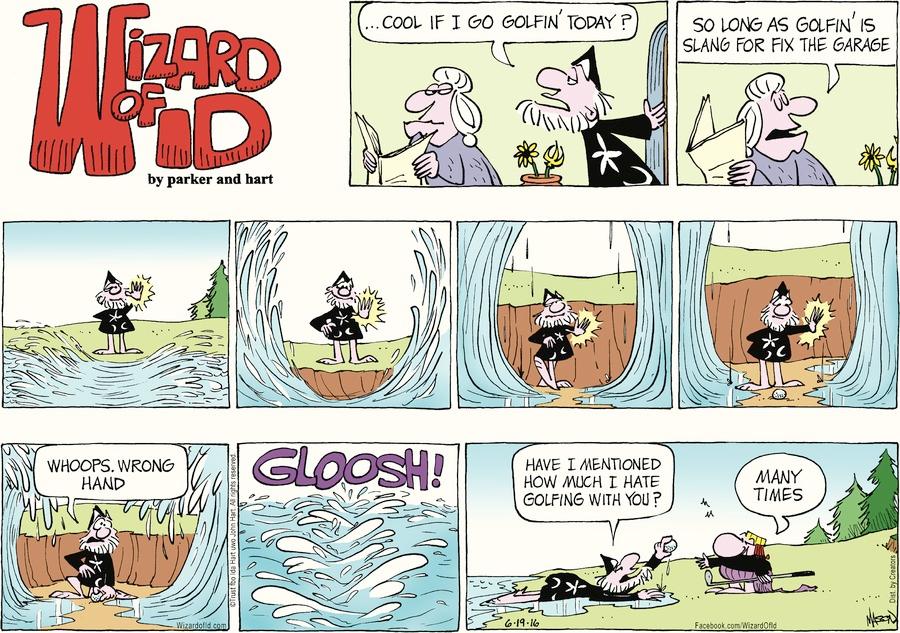 WIZARD
OF ID
by parker and hart
...COOL IF I GO GOLFIN' TODAY?
SO LONG AS GOLFIN' IS
SLANG FOR FIX THE GARAGE
WHOOPS. WRONG
HAND
WizardofId.com
GLOOSH!
HAVE I MENTIONED
HOW MUCH I HATE
GOLFING WITH YOU?
MANY
TIMES
6-19-16
Facebook.com/WizardOfId
Dist. by Creators